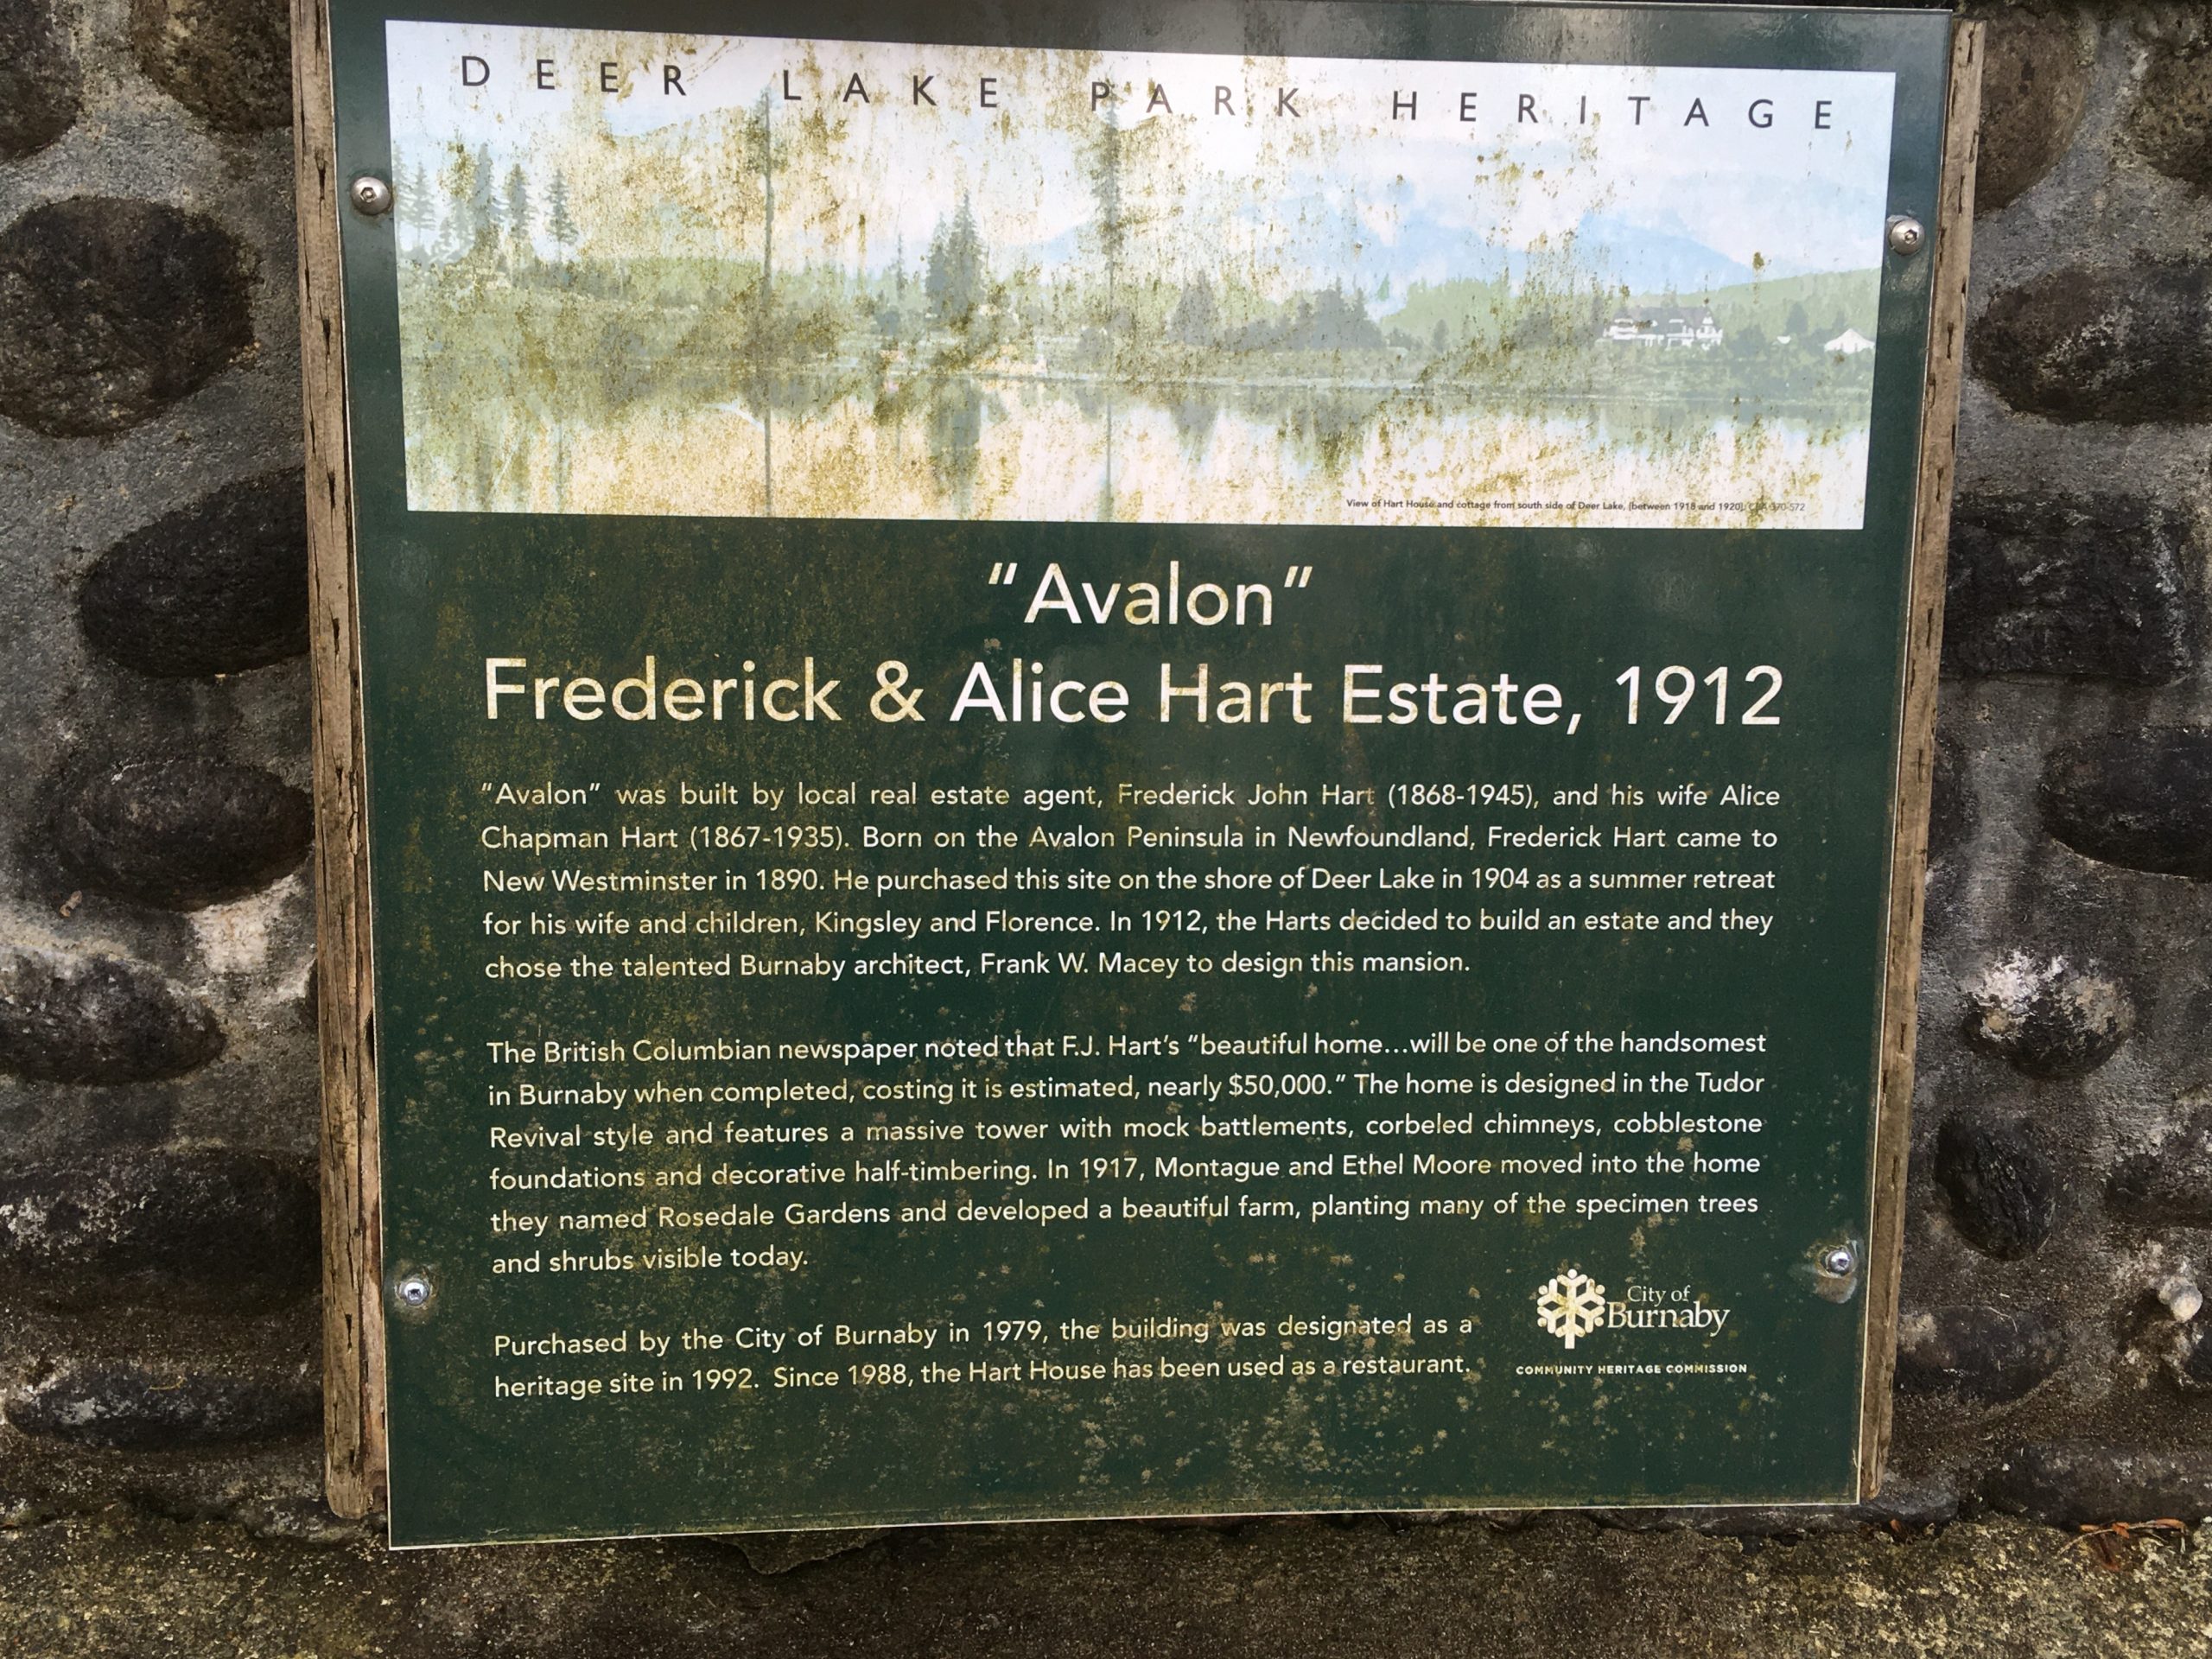 DEER LAKE PARK HERITAGE
View of Hart House and cottage from south side of Deer Lake, [between 1918 and 1920],
"Avalon"
Frederick & Alice Hart Estate, 1912
"Avalon" was built by local real estate agent, Frederick John Hart (1868-1945), and his wife Alice
Chapman Hart (1867-1935). Born on the Avalon Peninsula in Newfoundland, Frederick Hart came to
New Westminster in 1890. He purchased this site on the shore of Deer Lake in 1904 as a summer retreat
for his wife and children, Kingsley and Florence. In 1912, the Harts decided to build an estate and they
chose the talented Burnaby architect, Frank W. Macey to design this mansion.
The British Columbian newspaper noted that F.J. Hart's "beautiful home...will be one of the handsomest
in Burnaby when completed, costing it is estimated, nearly $50,000." The home is designed in the Tudor
Revival style and features a massive tower with mock battlements, corbeled chimneys, cobblestone
foundations and decorative half-timbering. In 1917, Montague and Ethel Moore moved into the home
they named Rosedale Gardens and developed a beautiful farm, planting many of the specimen trees
and shrubs visible today.
Purchased by the City of Burnaby in 1979, the building was designated as a
heritage site in 1992. Since 1988, the Hart House has been used as a restaurant.
City of
Burnaby
COMMUNITY HERITAGE COMMISSION